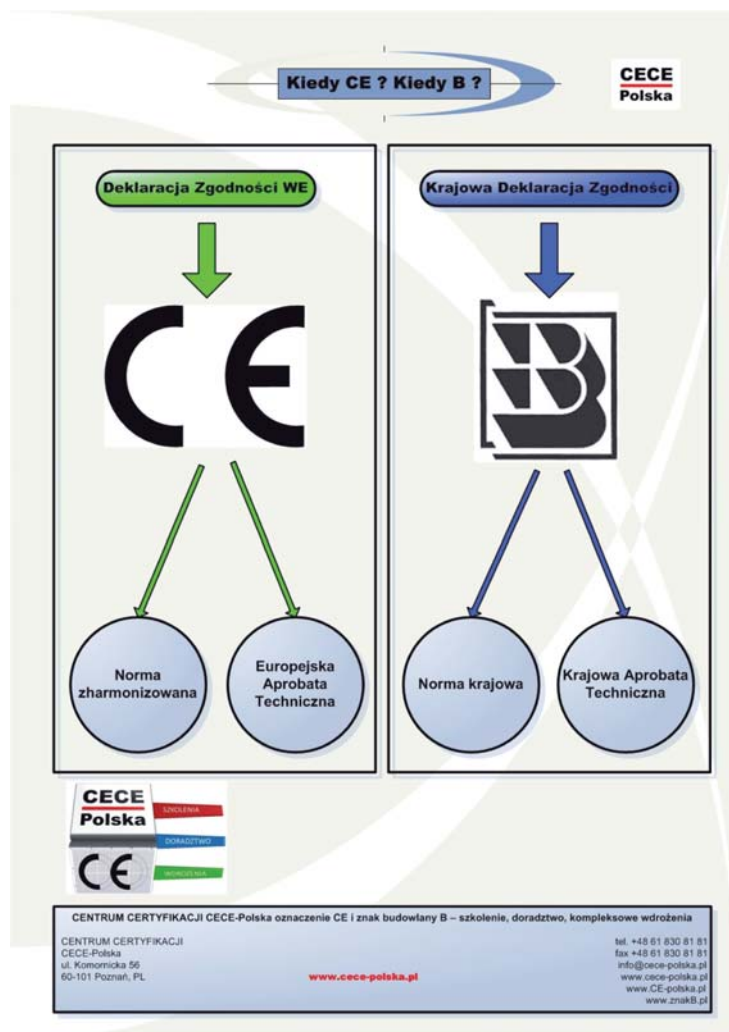 Kiedy CE ? Kiedy B ?
CECE
Polska
Deklaracja Zgodności WE
Krajowa Deklaracja Zgodności
CE
B
Norma
zharmonizowana
Europejska
Aprobata
Techniczna
Norma krajowa
Krajowa Aprobata
Techniczna
CECE
Polska
SZKOLENIA
DORADZTWO
CE
WDROŻENIA
CENTRUM CERTYFIKACJI CECE-Polska oznaczenie CE i znak budowlany B – szkolenie, doradztwo, kompleksowe wdrożenia
CENTRUM CERTYFIKACJI
CECE-Polska
ul. Komornicka 56
60-101 Poznań, PL
www.cece-polska.pl
tel. +48 61 830 81 81
fax +48 61 830 81 81
info@cece-polska.pl
www.cece-polska.pl
www.CE-polska.pl
www.znakB.pl